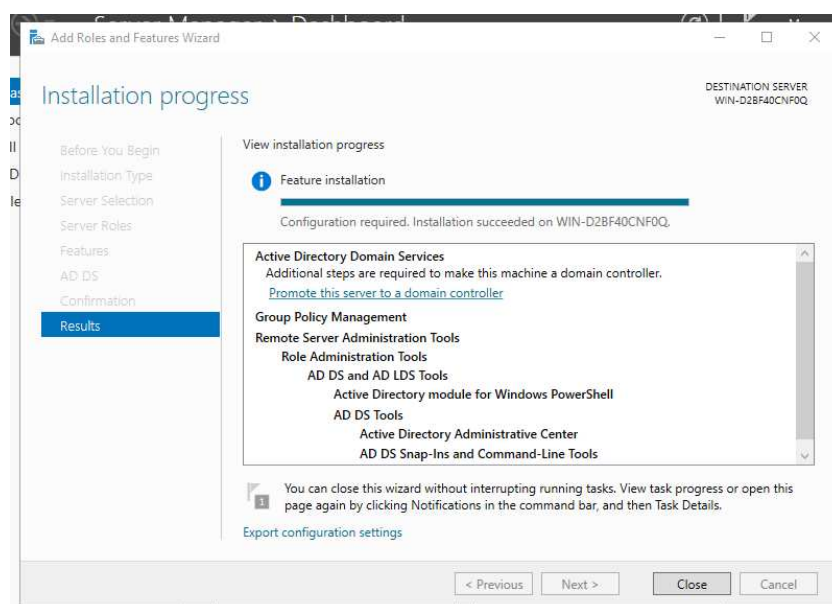 Add Roles and Features Wizard
Installation progress
DESTINATION SERVER
WIN-D2BF40CNF0Q
Before You Begin
Installation Type
Server Selection
Server Roles
Features
AD DS
Confirmation
Results
View installation progress
Feature installation
Configuration required. Installation succeeded on WIN-D2BF40CNF0Q.
Active Directory Domain Services
Additional steps are required to make this machine a domain controller.
Promote this server to a domain controller
Group Policy Management
Remote Server Administration Tools
Role Administration Tools
AD DS and AD LDS Tools
Active Directory module for Windows PowerShell
AD DS Tools
Active Directory Administrative Center
AD DS Snap-Ins and Command-Line Tools
1
You can close this wizard without interrupting running tasks. View task progress or open this
page again by clicking Notifications in the command bar, and then Task Details.
Export configuration settings
< Previous
Next >
Close
Cancel